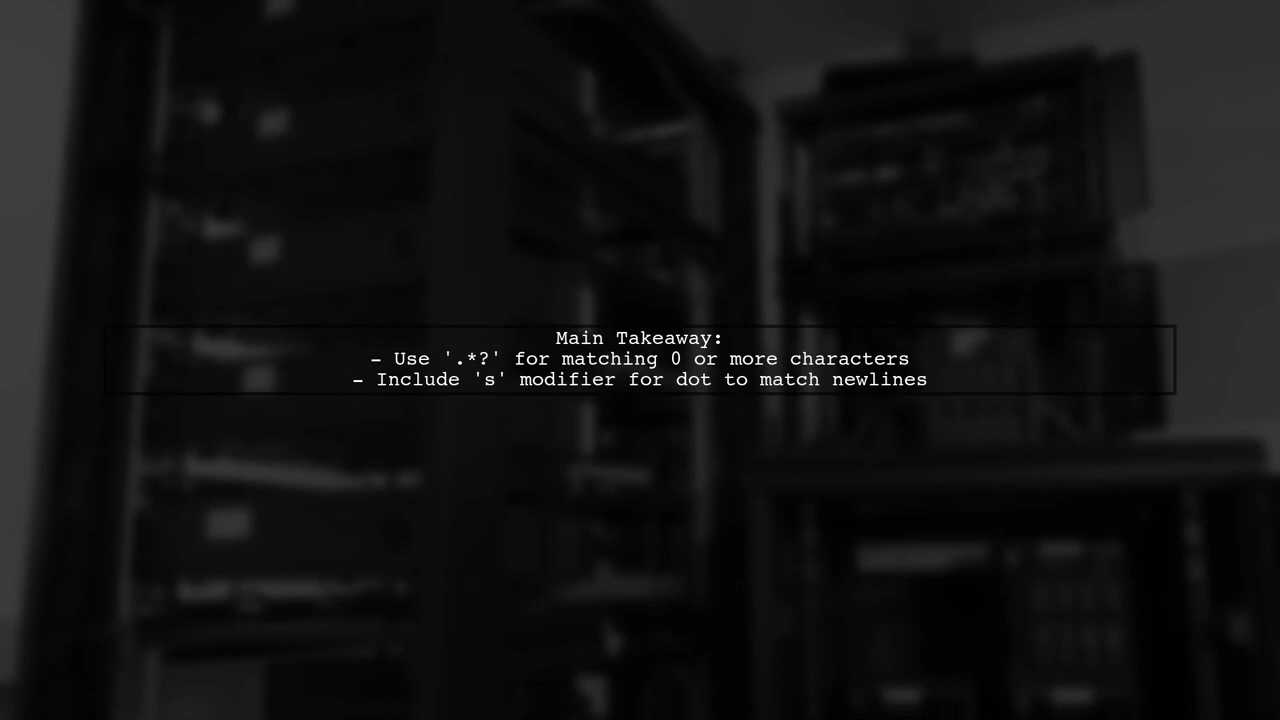 Main Takeaway:
- Use '.*?' for matching 0 or more characters
- Include 's' modifier for dot to match newlines